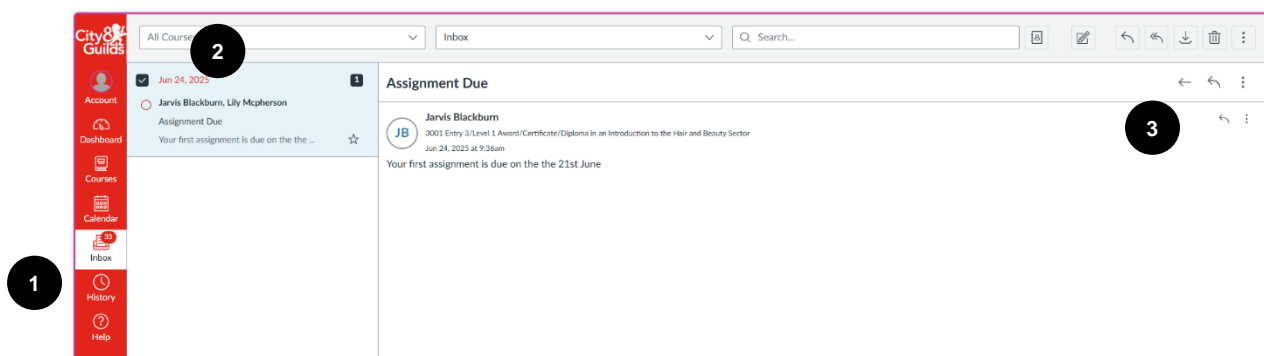 City&
Guilds
All Course
Inbox
Search...
2
Account
Dashboard
Courses
Calendar
33
Inbox
History
Help
1
Jun 24, 2025
1
Jarvis Blackburn, Lily Mcpherson
Assignment Due
Your first assignment is due on the the ...
Assignment Due
JB
Jarvis Blackburn
3001 Entry 3/Level 1 Award/Certificate/Diploma in an Introduction to the Hair and Beauty Sector
Jun 24, 2025 at 9:36am
Your first assignment is due on the the 21st June
3